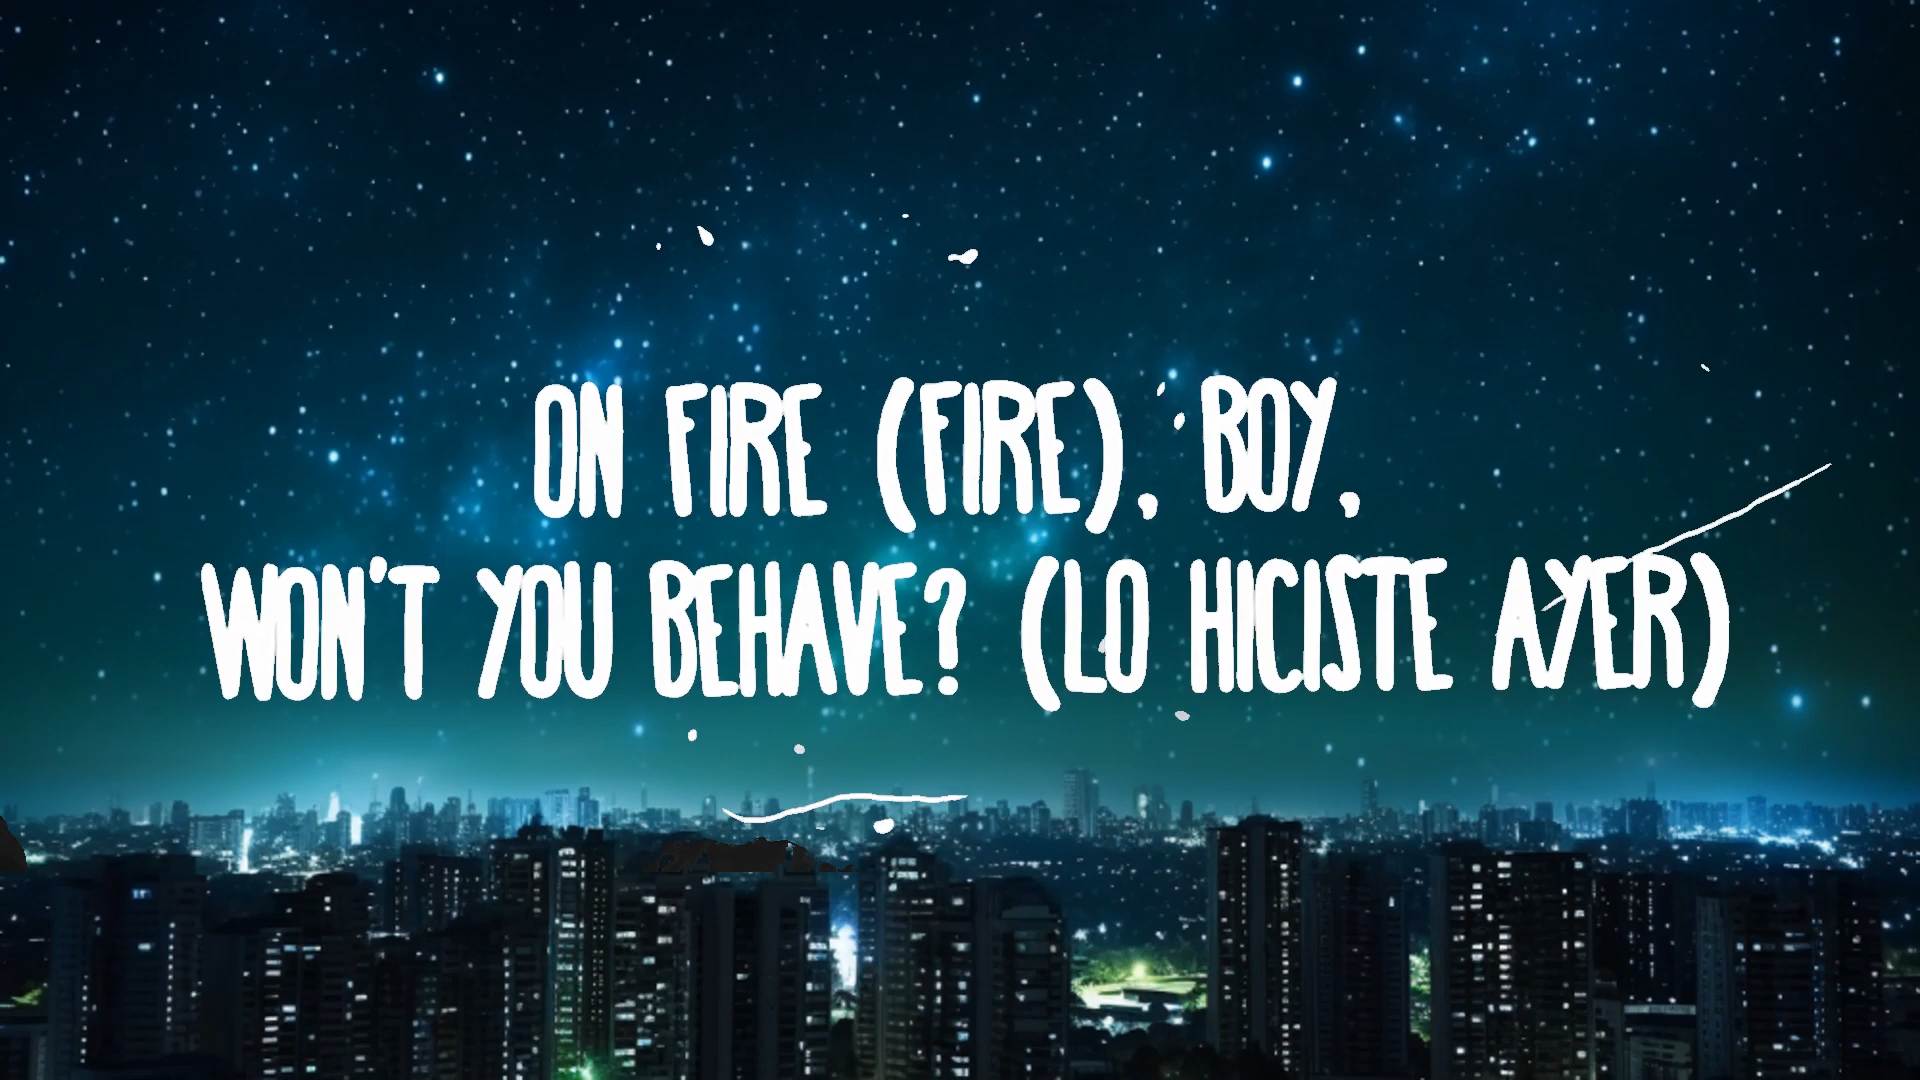 ON FIRE (FIRE), BOY,
WON'T YOU BEHAVE? (LO HICISTE AYER)